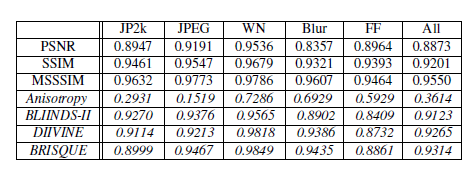 JP2k JPEG WN Blur FF All
PSNR 0.8947 0.9191 0.9536 0.8357 0.8964 0.8873
SSIM 0.9461 0.9547 0.9679 0.9321 0.9393 0.9201
MSSSIM 0.9632 0.9773 0.9786 0.9607 0.9464 0.9550
Anisotropy 0.2931 0.1519 0.7286 0.6929 0.5929 0.3614
BLIINDS-II 0.9270 0.9376 0.9565 0.8902 0.8409 0.9123
DIIVINE 0.9114 0.9213 0.9818 0.9386 0.8732 0.9265
BRISQUE 0.8999 0.9467 0.9849 0.9435 0.8861 0.9314